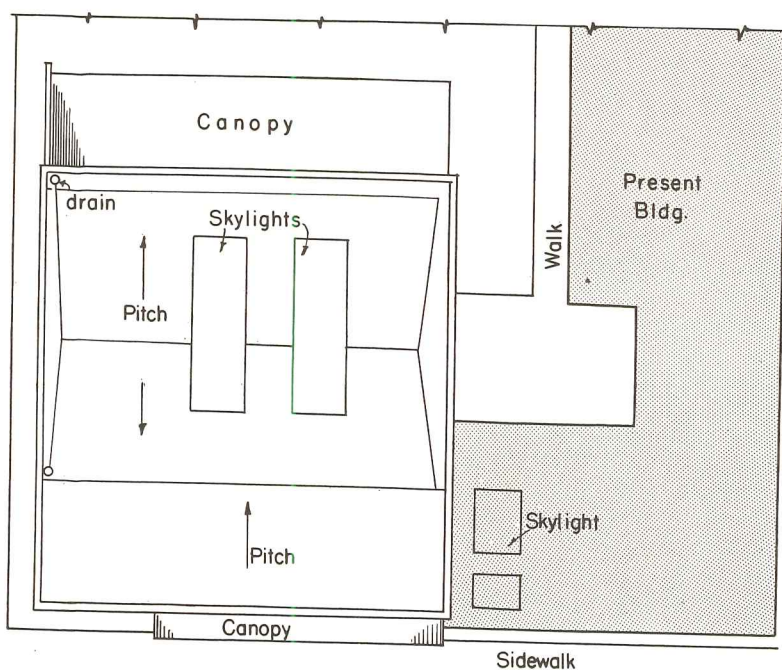 Canopy
Present
Bldg.
drain
Skylights
Walk
Pitch
Skylight
Pitch
Canopy
Sidewalk